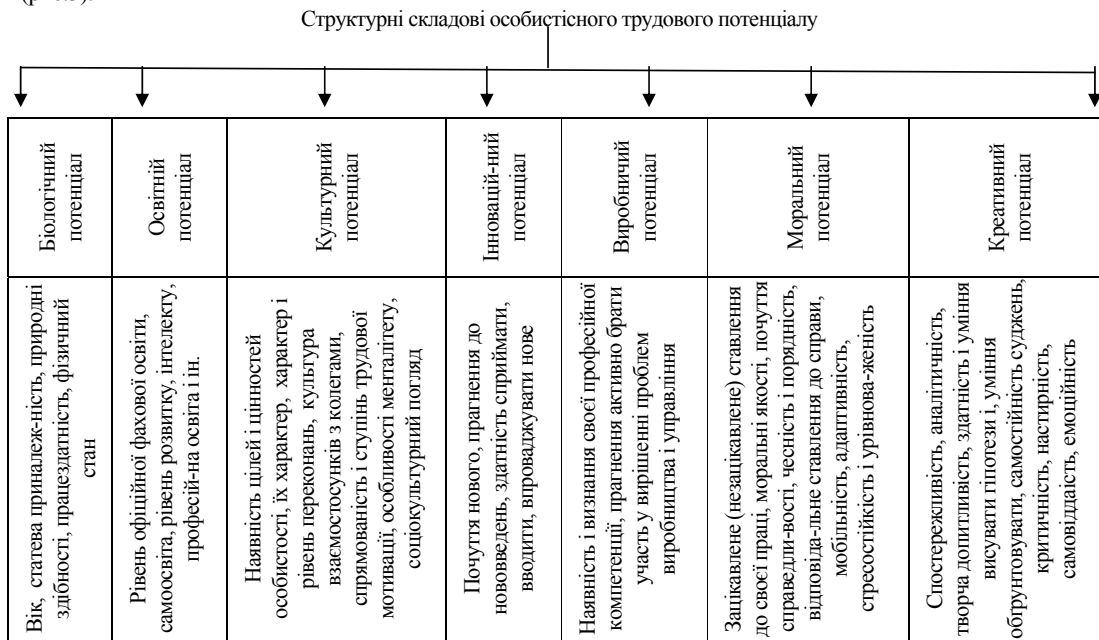 Структурні складові особистісного трудового потенціалу
Біологічний
потенціал
Освітній
потенціал
Культурний
потенціал
Інновацій-ний
потенціал
Виробничий
потенціал
Моральний
потенціал
Креативний
потенціал
Вік, статева приналеж-ність, природні
здібності, працездатність, фізичний
стан
Рівень офіційної фахової освіти,
самоосвіта, рівень розвитку, інтелекту,
професій-на освіта і ін.
Наявність цілей і цінностей
особистості, їх характер, характер і
рівень переконань, культура
взаємостосунків з колегами,
спрямованість і ступінь трудової
мотивації, особливості менталітету,
соціокультурний погляд
Почуття нового, прагнення до
нововведень, здатність сприймати,
вводити, впроваджувати нове
Наявність і визнання своєї професійної
компетенції, прагнення активно брати
участь у вирішенні проблем
виробництва і управління
Зацікавлене (незацікавлене) ставлення
до своєї праці, моральні якості, почуття
справедли-вості, чесність і порядність,
відповіда-льне ставлення до справи,
мобільність, адаптивність,
стресостійкість і урівнова-женість
Спостережливість, аналітичність,
творча допитливість, здатність і уміння
висувати гіпотези і, уміння
обґрунтовувати, самостійність суджень,
критичність, настирність,
самовіддаість, емоційність